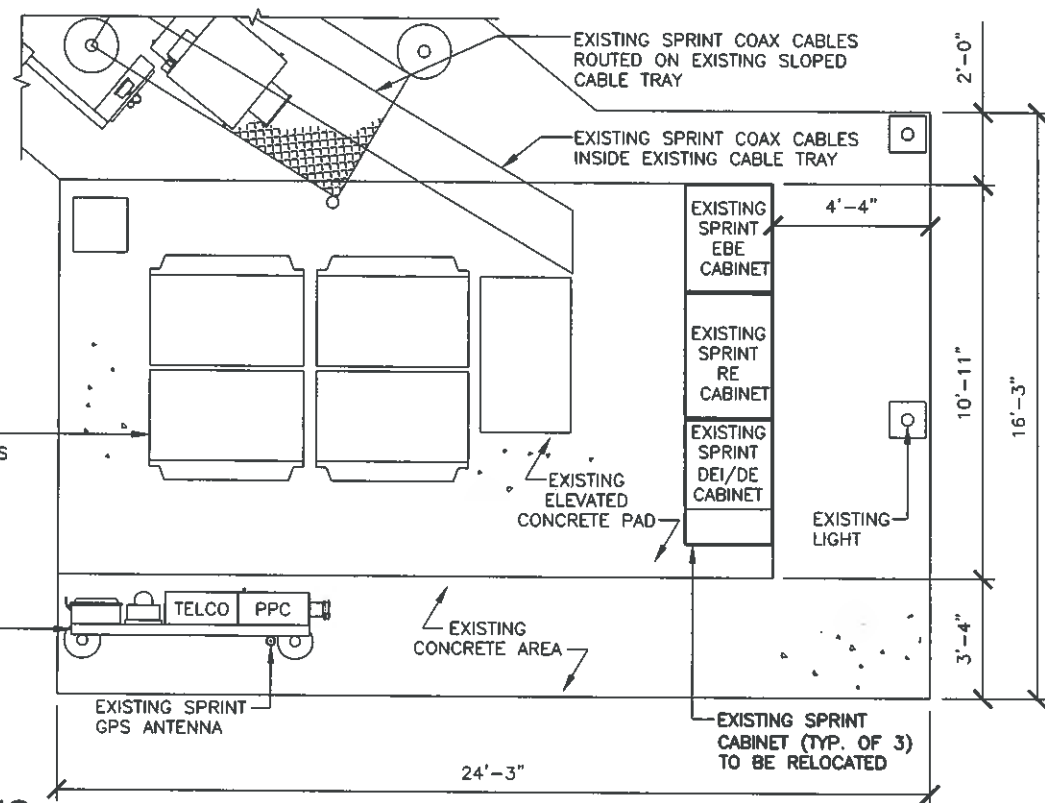 EXISTING SPRINT COAX CABLES
ROUTED ON EXISTING SLOPED
CABLE TRAY
2'-0"
EXISTING SPRINT COAX CABLES
INSIDE EXISTING CABLE TRAY
EXISTING
SPRINT
EBE
CABINET
4'-4"
EXISTING
SPRINT
RE
CABINET
10'-11"
16'-3"
EXISTING
SPRINT
DEI/DE
CABINET
S
EXISTING
ELEVATED
CONCRETE PAD
EXISTING
LIGHT
TELCO
PPC
EXISTING
CONCRETE AREA
3'-4"
EXISTING SPRINT
GPS ANTENNA
EXISTING SPRINT
CABINET (TYP. OF 3)
TO BE RELOCATED
24'-3"